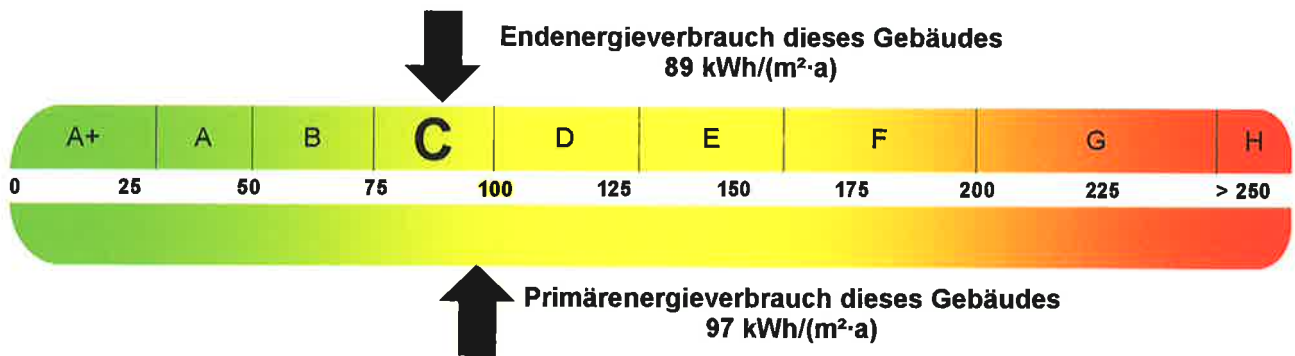 Endenergieverbrauch dieses Gebäudes
89 kWh/(m²·a)
A+ A B C D E F G H
0 25 50 75 100 125 150 175 200 225 > 250
Primärenergieverbrauch dieses Gebäudes
97 kWh/(m²·a)